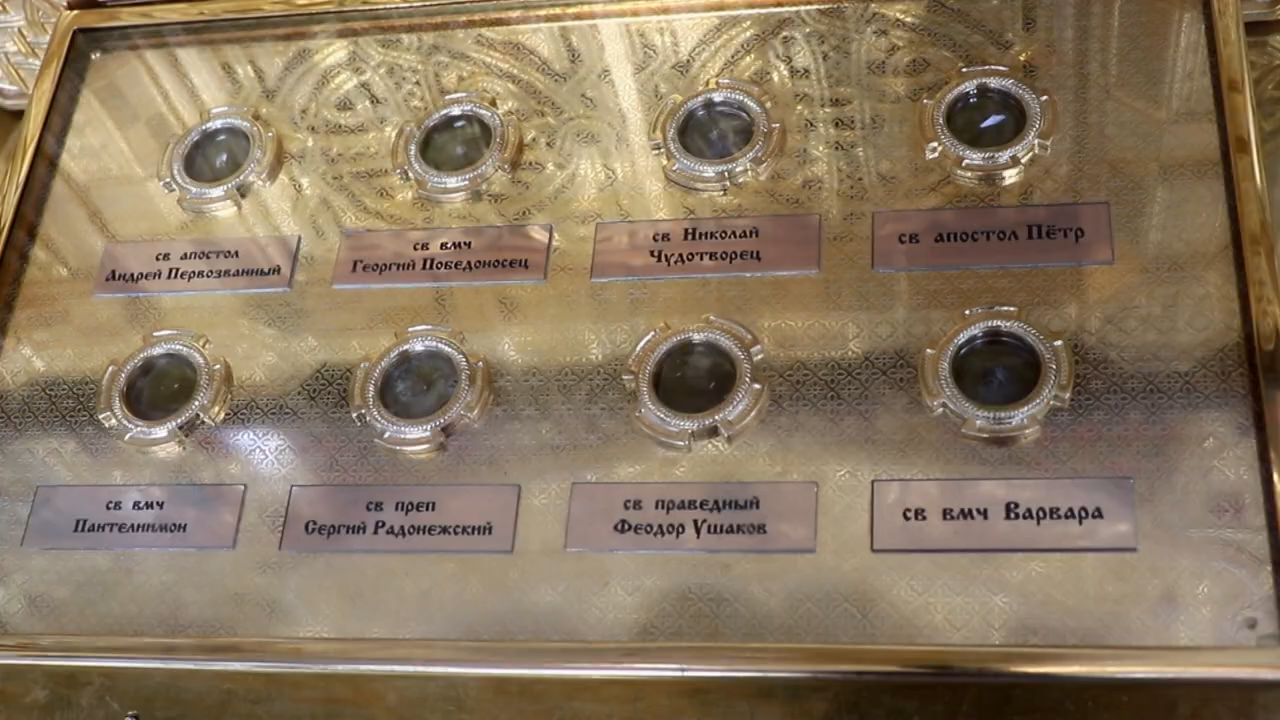 св апостол
Андрей Первозванный
св вмч
Георгий Победоносец
св Николай
Чудотворец
св апостол Пётр
св вмч
Пантелиимон
св преп
Сергий Радонежский
св праведный
Феодор Ушаков
св вмч Варвара